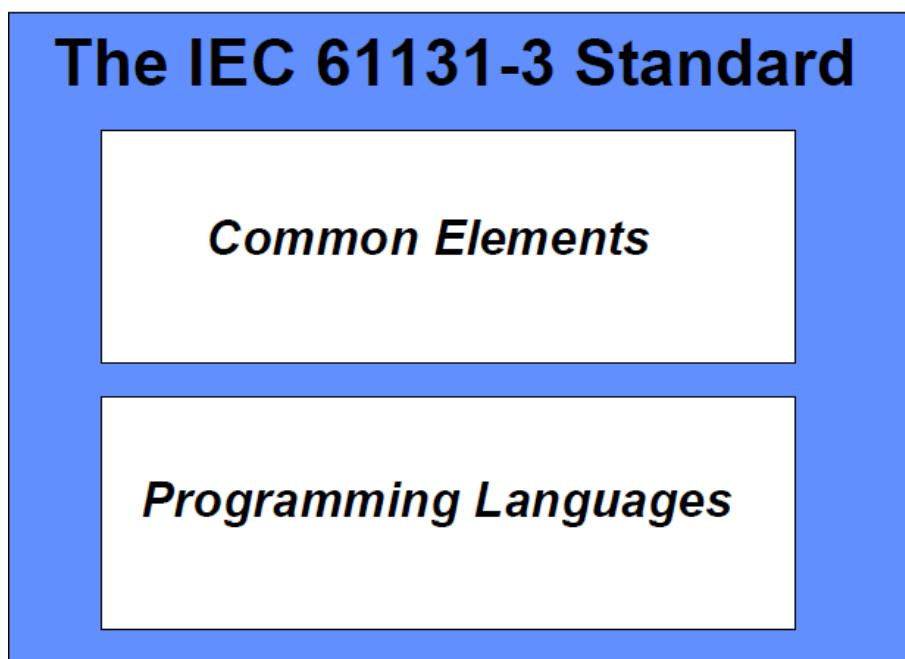 The IEC 61131-3 Standard
Common Elements
Programming Languages